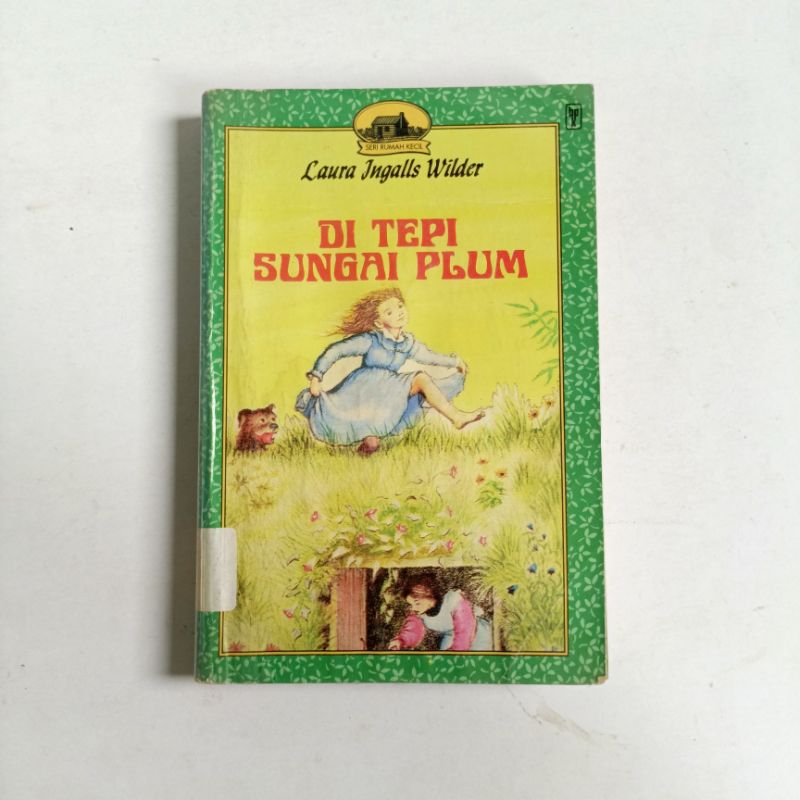 SERI RUMAH KECIL
Laura Ingalls Wilder
DI TEPI
SUNGAI PLUM